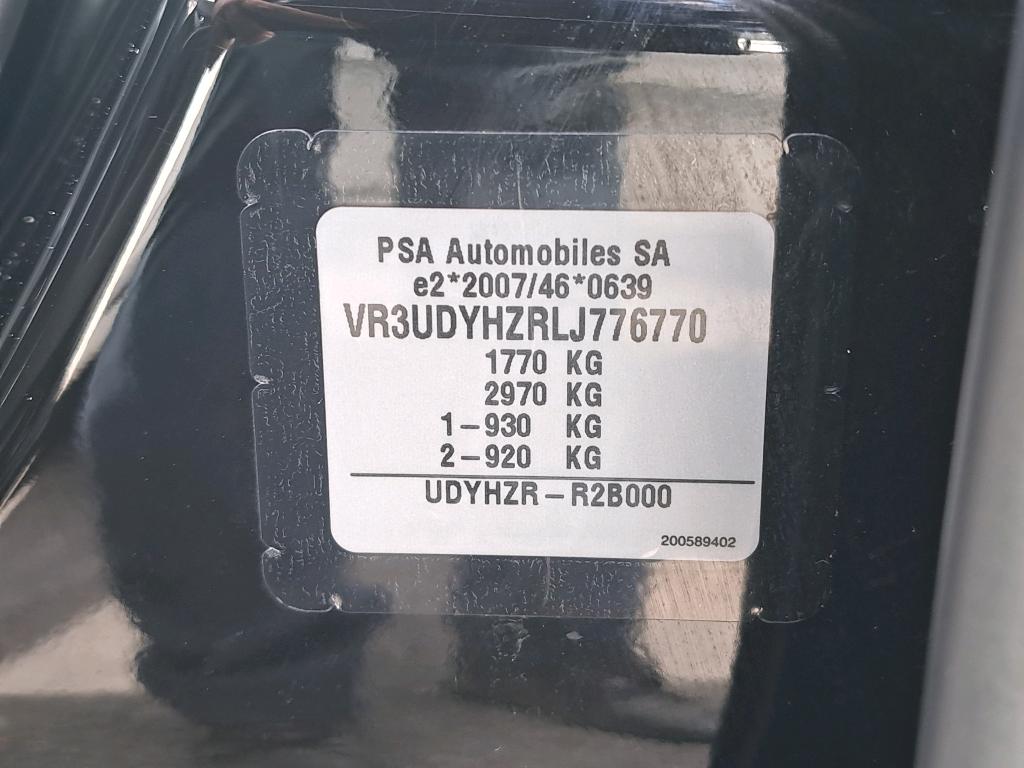 PSA Automobiles SA
e2*2007/46*0639
VR3UDYHZRLJ776770
1770 KG
2970 KG
1-930 KG
2-920 KG
UDYHZR-R2B000
200589402